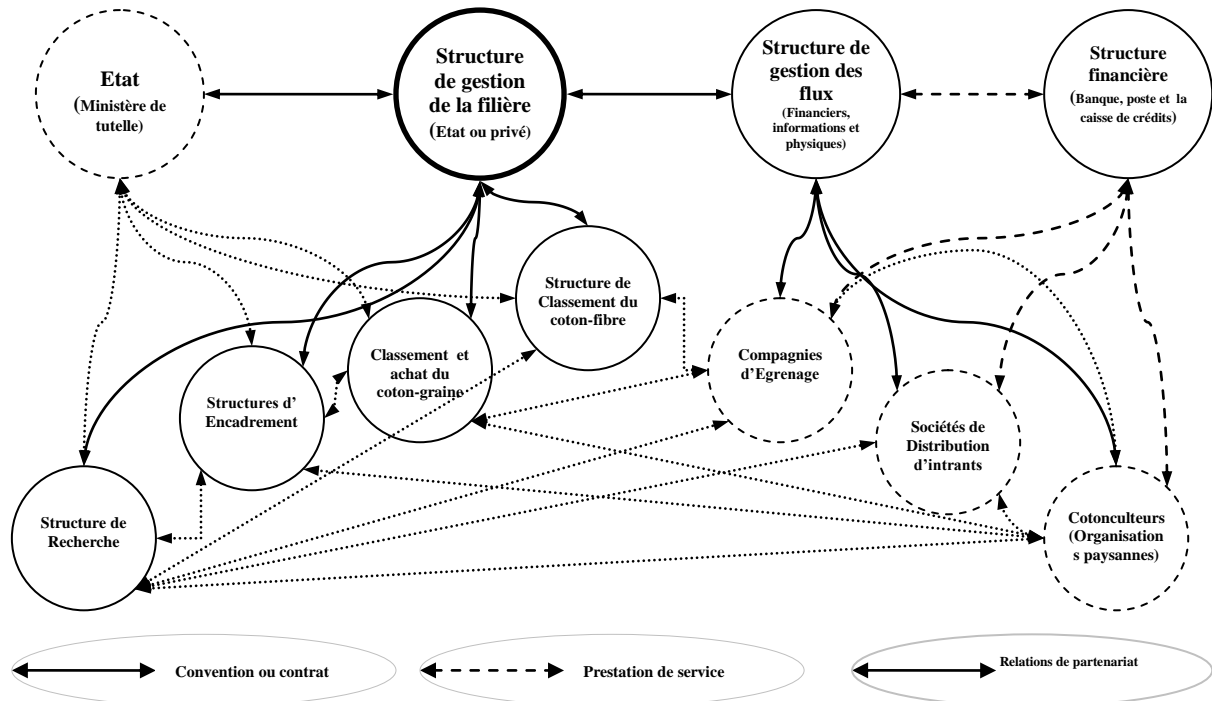 Etat
(Ministère de
tutelle)
Structure
de gestion
de la filière
(Etat ou privé)
Structure de
gestion des
flux
(Financiers,
informations et
physiques)
Structure
financière
(Banque, poste et la
caisse de crédits)
Structure de
Classement du
coton-fibre
Classement et
achat du
coton-graine
Compagnies
d'Egrenage
Structures d'
Encadrement
Sociétés de
Distribution
d'intrants
Structure de
Recherche
Cotonculteurs
(Organisation
s paysannes)
Convention ou contrat
Prestation de service
Relations de partenariat